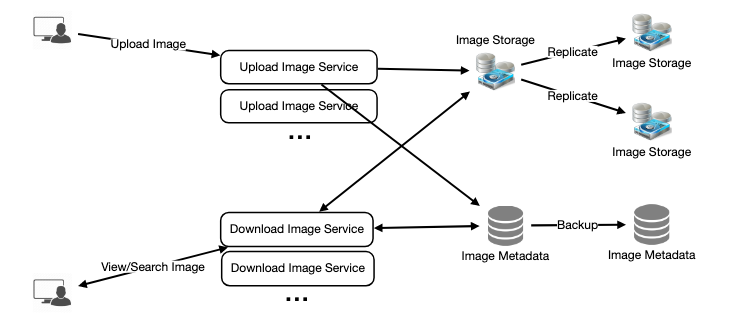 Upload Image
Upload Image Service
Upload Image Service
...
Image Storage
Replicate
Replicate
Image Storage
Image Storage
Download Image Service
Download Image Service
...
View/Search Image
Image Metadata
Backup
Image Metadata